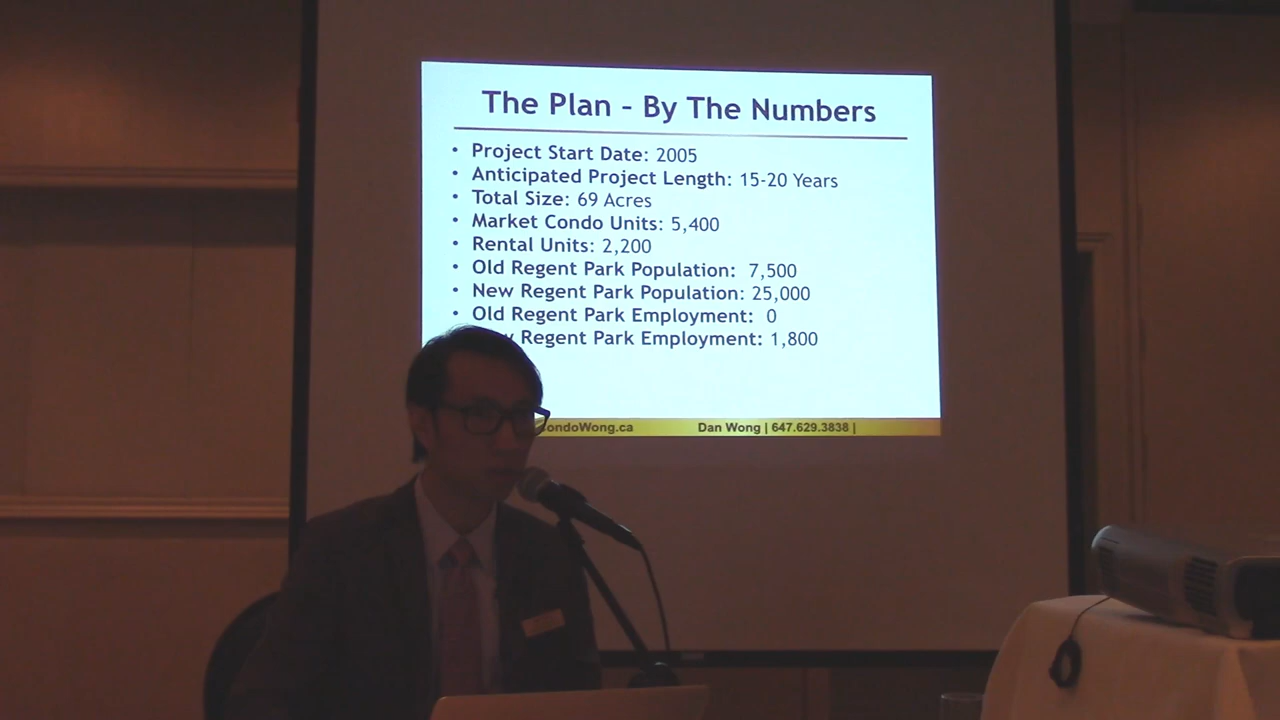 The Plan – By The Numbers
• Project Start Date: 2005
• Anticipated Project Length: 15-20 Years
• Total Size: 69 Acres
• Market Condo Units: 5,400
• Rental Units: 2,200
• Old Regent Park Population: 7,500
• New Regent Park Population: 25,000
• Old Regent Park Employment: 0
• Regent Park Employment: 1,800
ondoWong.ca Dan Wong | 647.629.3838 |